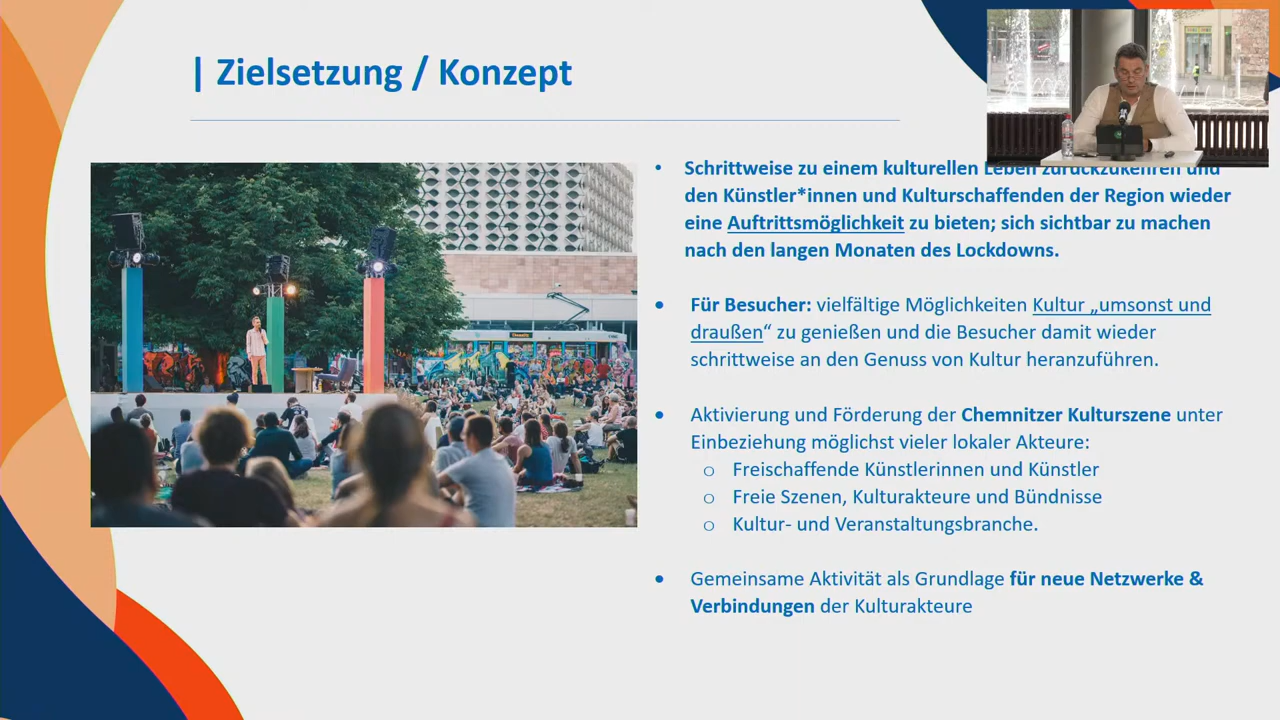 | Zielsetzung / Konzept
• Schrittweise zu einem kulturellen Leben zurückzukehren und
den Künstler*innen und Kulturschaffenden der Region wieder
eine Auftrittsmöglichkeit zu bieten; sich sichtbar zu machen
nach den langen Monaten des Lockdowns.
• Für Besucher: vielfältige Möglichkeiten Kultur „umsonst und
draußen“ zu genießen und die Besucher damit wieder
schrittweise an den Genuss von Kultur heranzuführen.
• Aktivierung und Förderung der Chemnitzer Kulturszene unter
Einbeziehung möglichst vieler lokaler Akteure:
o Freischaffende Künstlerinnen und Künstler
o Freie Szenen, Kulturakteure und Bündnisse
o Kultur- und Veranstaltungsbranche.
• Gemeinsame Aktivität als Grundlage für neue Netzwerke &
Verbindungen der Kulturakteure